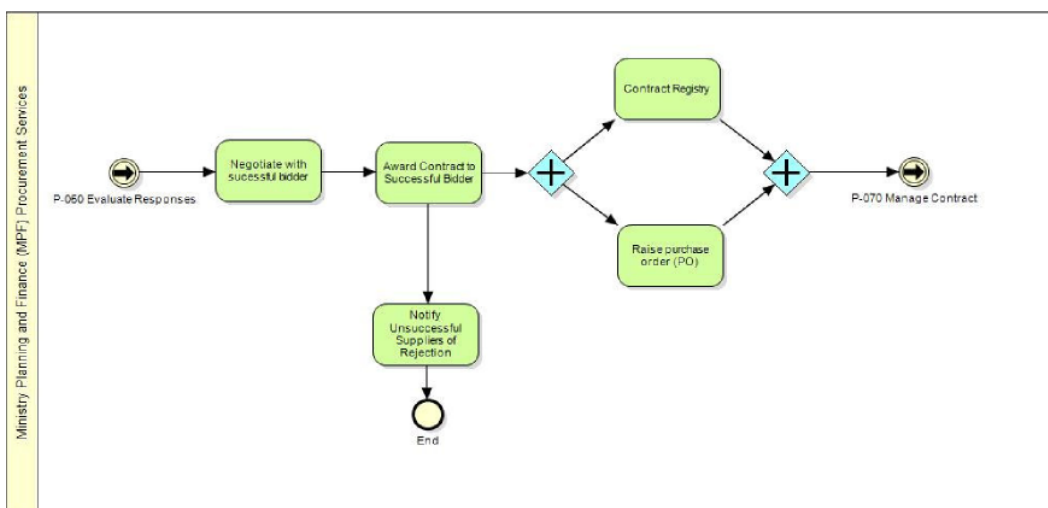 Ministry Planning and Finance (MPF) Procurement Services
P-060 Evaluate Responses
Negotiate with
sucessful bidder
Award Contract to
Successful Bidder
Contract Registry
Raise purchase
order (PO)
P-070 Manage Contract
Notify
Unsuccessful
Suppliers of
Rejection
End